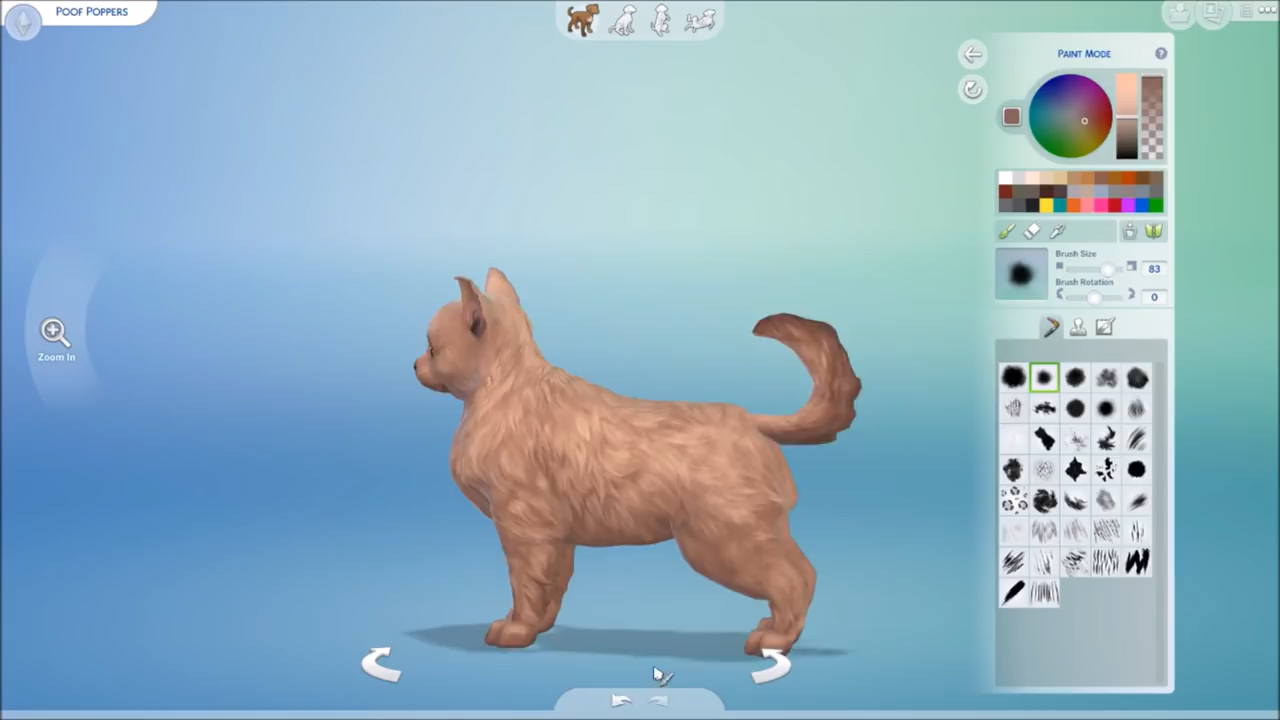 Poof Poppers
Paint Mode
?
Brush Size
83
Brush Rotation
0
Zoom In